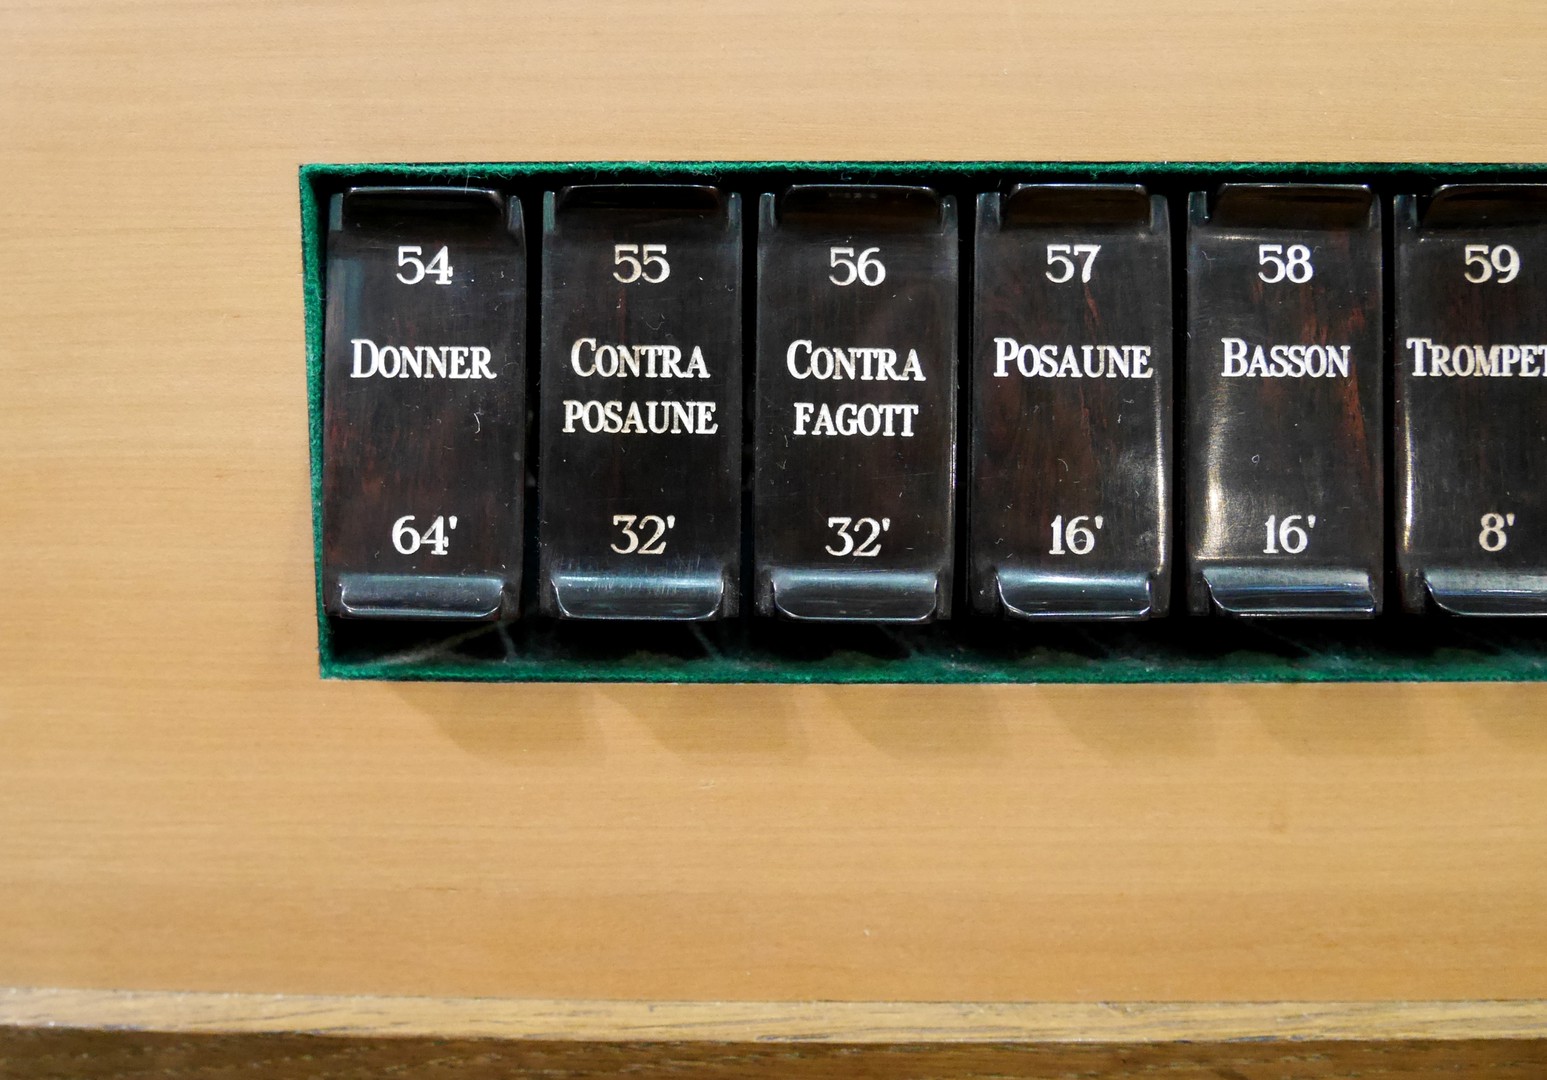 54
DONNER
64'
55
CONTRA
POSAUNE
32'
56
CONTRA
FAGOTT
32'
57
POSAUNE
16'
58
BASSON
16'
59
TROMPET
8'